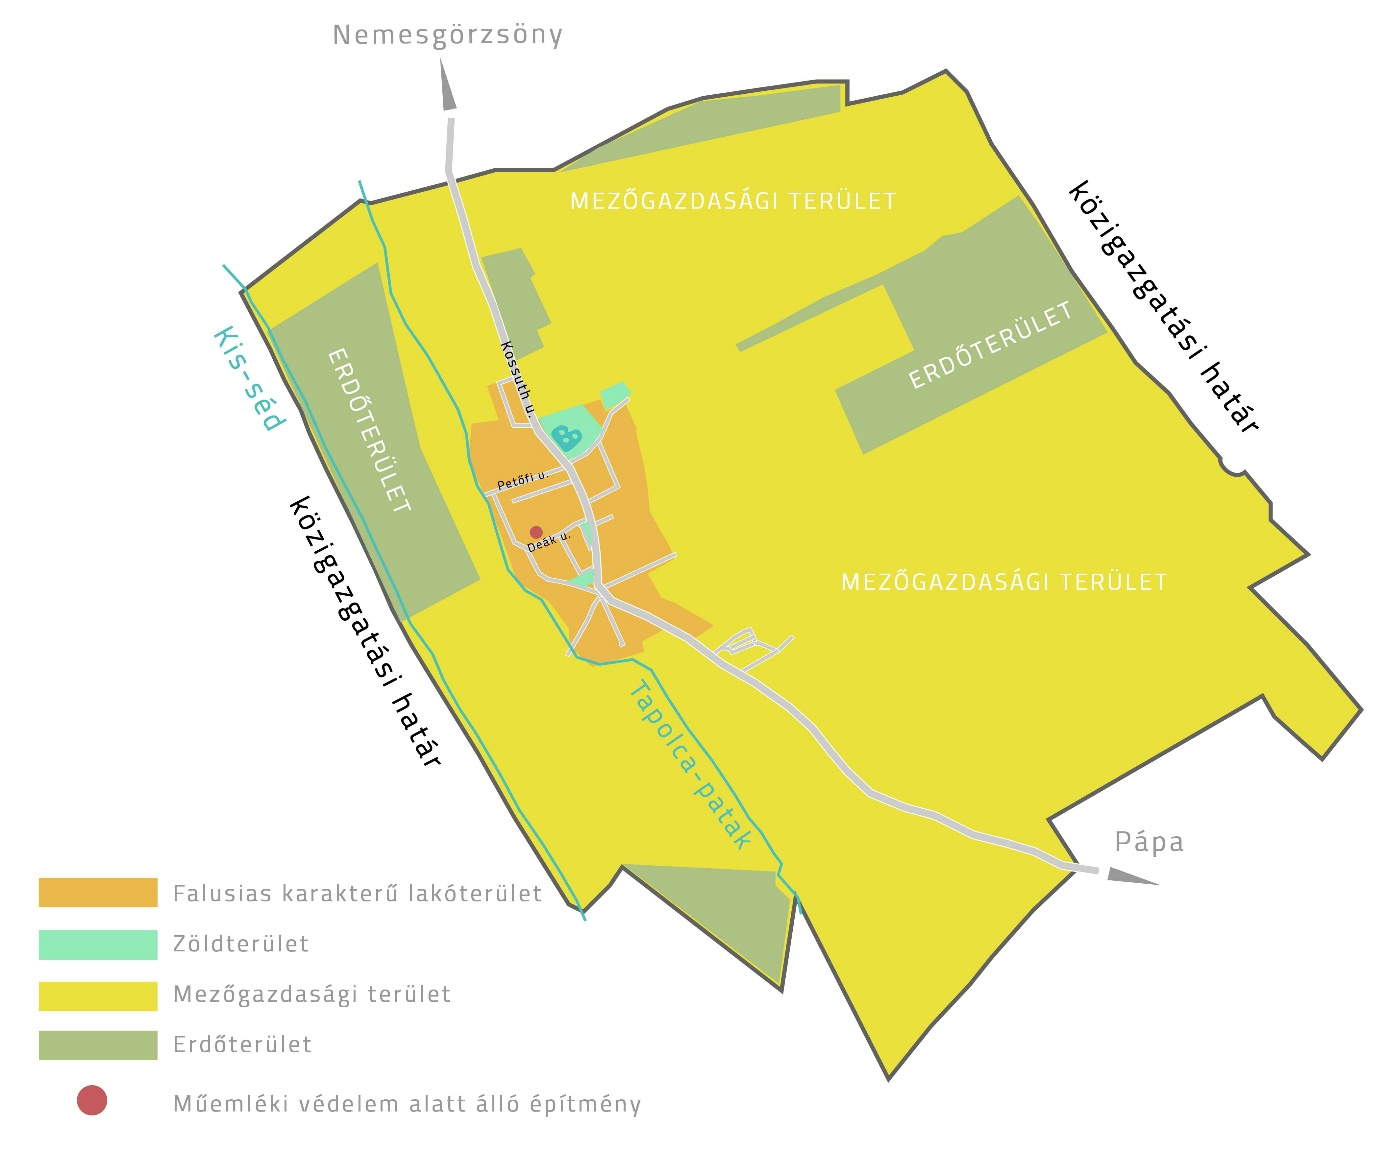 Nemesgörzsöny
MEZŐGAZDASÁGI TERÜLET
közigazgatási határ
Kis-séd
ERDŐTERÜLET
ERDŐTERÜLET
Kossuth u.
Petőfi u.
Deák u.
közigazgatási határ
MEZŐGAZDASÁGI TERÜLET
Tapolca-patak
Pápa
Falusias karakterű lakóterület
Zöldterület
Mezőgazdasági terület
Erdőterület
Műemléki védelem alatt álló építmény